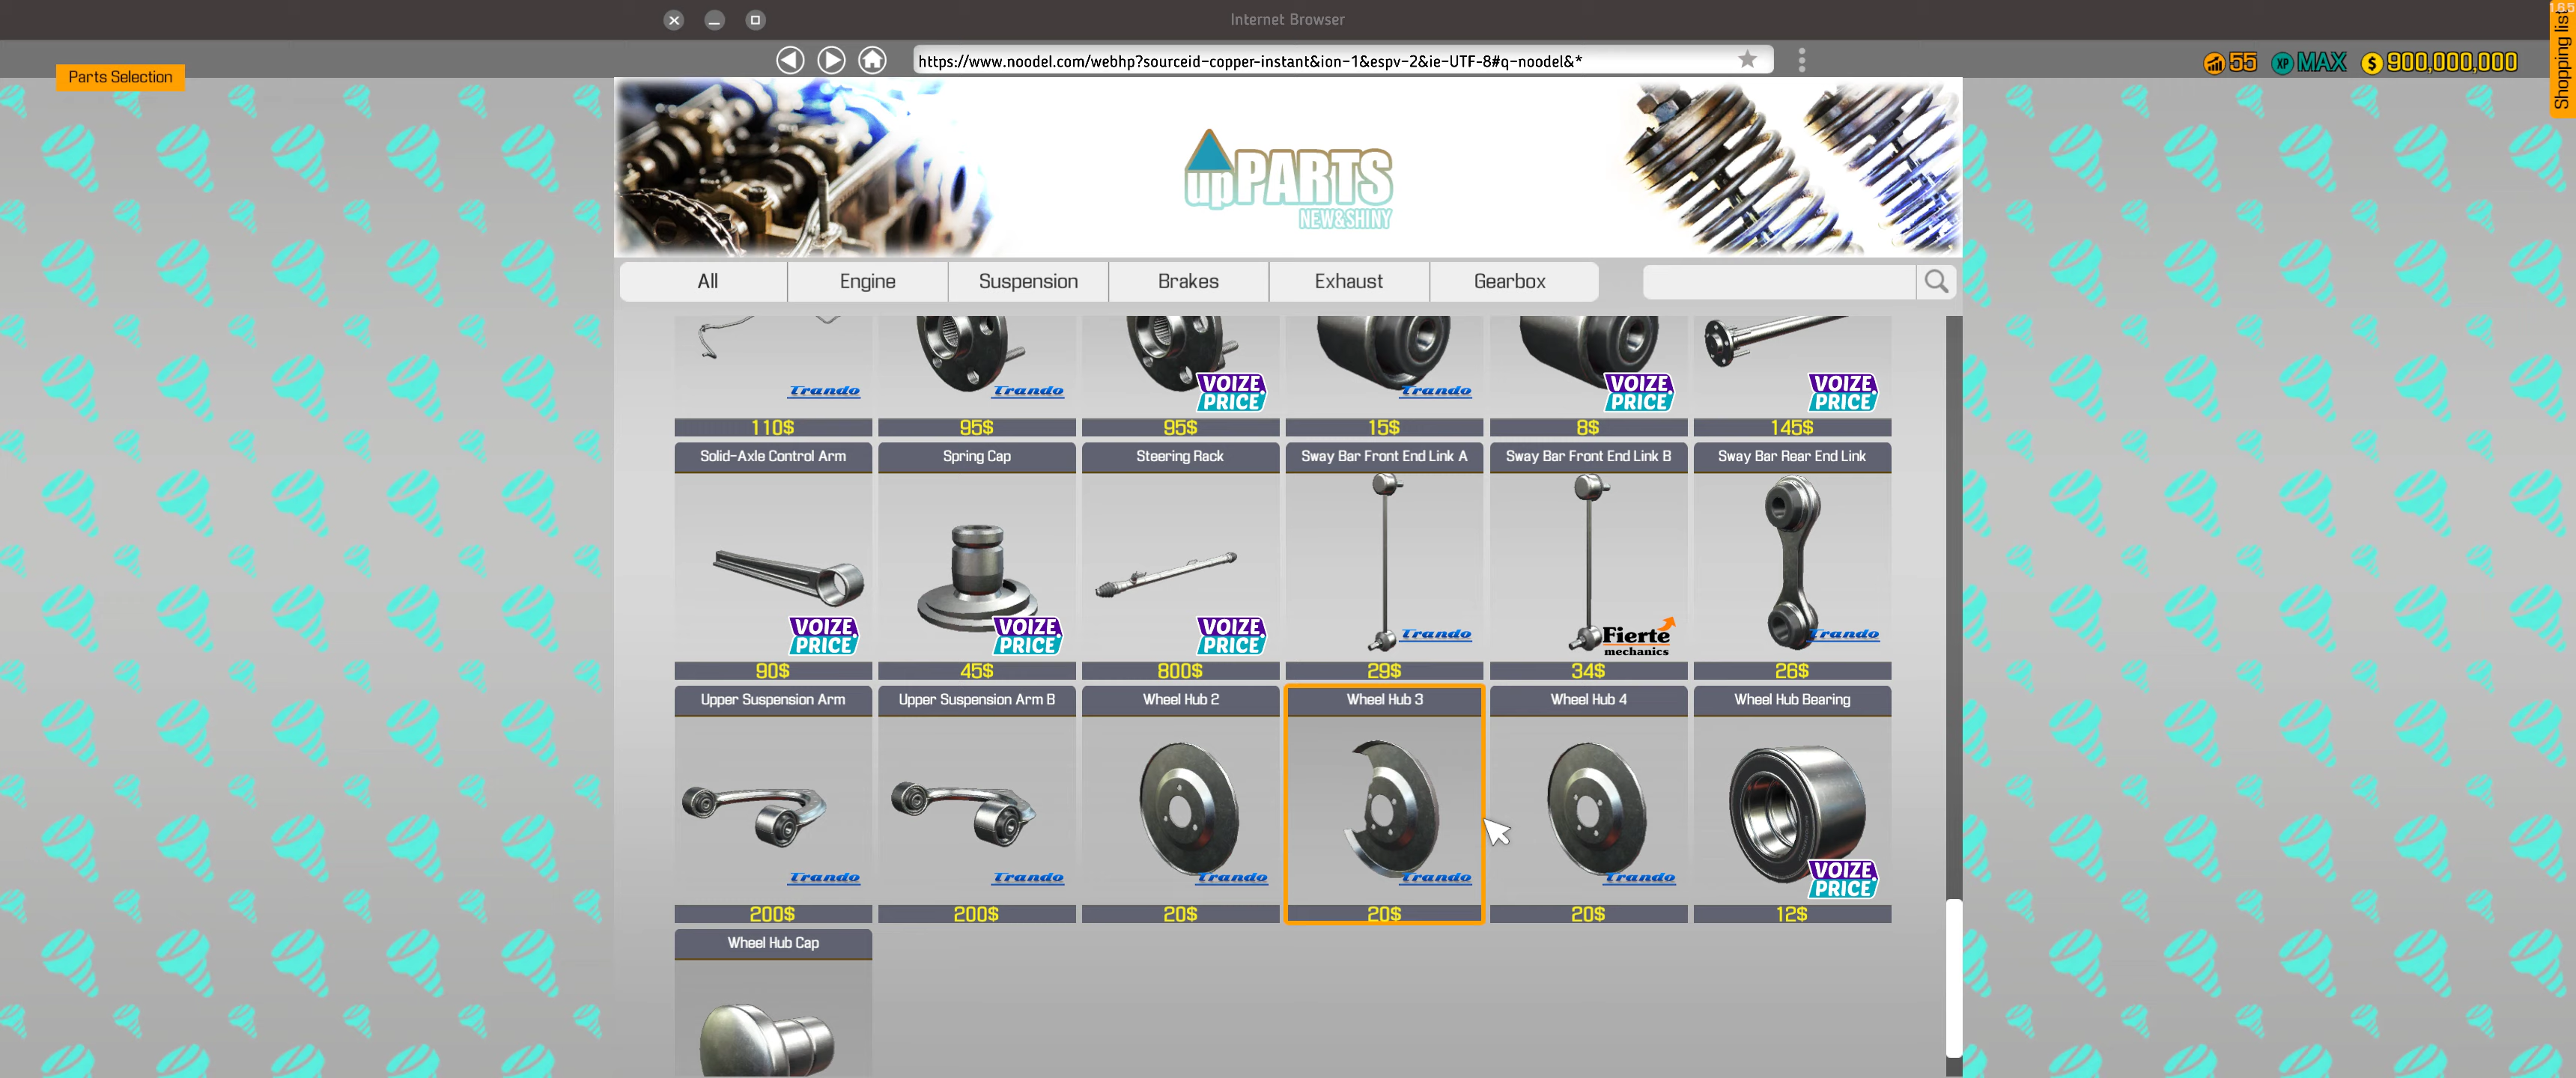 Internet Browser
165
https://www.noodel.com/webhp?sourceid-copper-instant&ion-1&espv-2&ie-UTF-8#q-noodel&*
Parts Selection
55 XP MAX $ 900,000,000
Shopping list
upPARTS
NEW&SHINY
All Engine Suspension Brakes Exhaust Gearbox
Trando Trando VOIZE PRICE Trando VOIZE PRICE VOIZE PRICE
110$ 95$ 95$ 15$ 8$ 145$
Solid-Axle Control Arm Spring Cap Steering Rack Sway Bar Front End Link A Sway Bar Front End Link B Sway Bar Rear End Link
VOIZE PRICE VOIZE PRICE VOIZE PRICE Trando Fierte mechanics Trando
90$ 45$ 800$ 29$ 34$ 26$
Upper Suspension Arm Upper Suspension Arm B Wheel Hub 2 Wheel Hub 3 Wheel Hub 4 Wheel Hub Bearing
Trando Trando Trando Trando Trando VOIZE PRICE
200$ 200$ 20$ 20$ 20$ 12$
Wheel Hub Cap